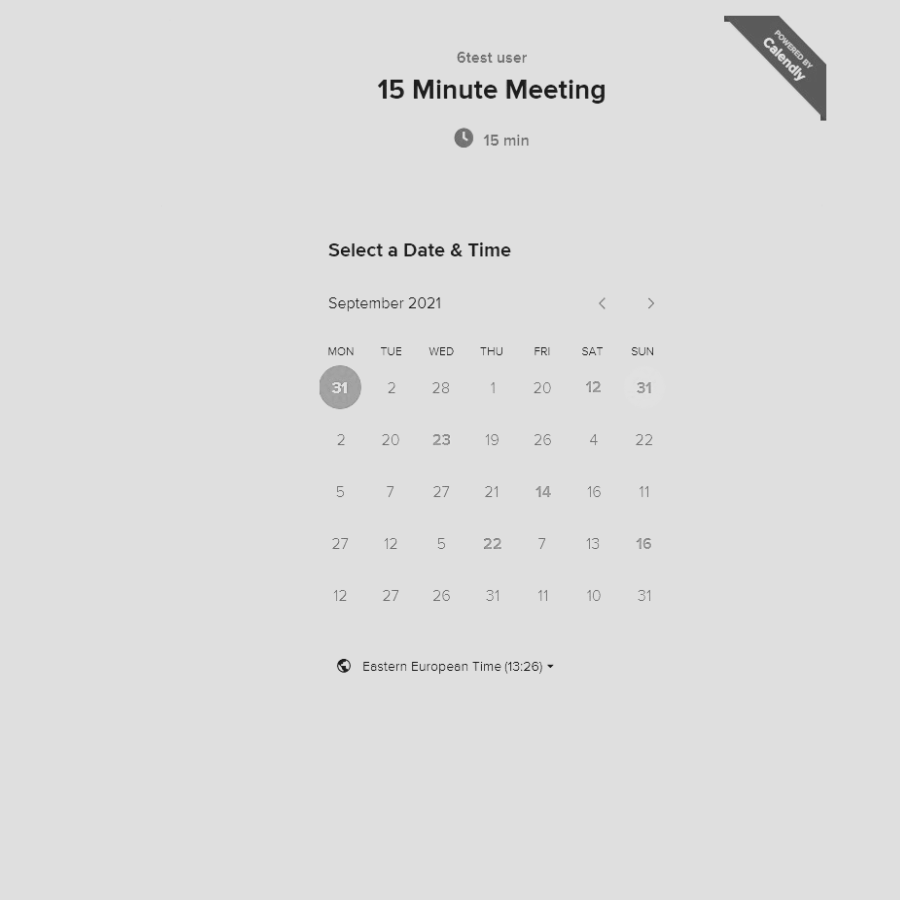 POWERED BY
Calendly
6test user
15 Minute Meeting
15 min
Select a Date & Time
September 2021
MON TUE WED THU FRI SAT SUN
31 2 28 1 20 12 31
2 20 23 19 26 4 22
5 7 27 21 14 16 11
27 12 5 22 7 13 16
12 27 26 31 11 10 31
Eastern European Time (13:26)